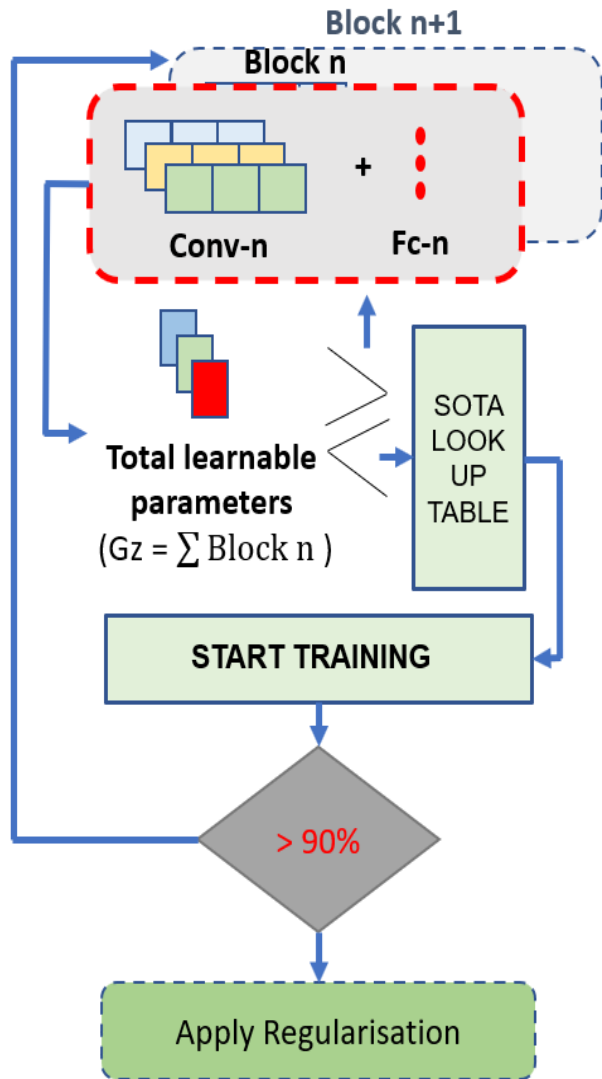 Block n+1
Block n
+
Conv-n
Fc-n
SOTA
LOOK
UP
TABLE
Total learnable
parameters
(Gz = ∑ Block n )
START TRAINING
> 90%
Apply Regularisation